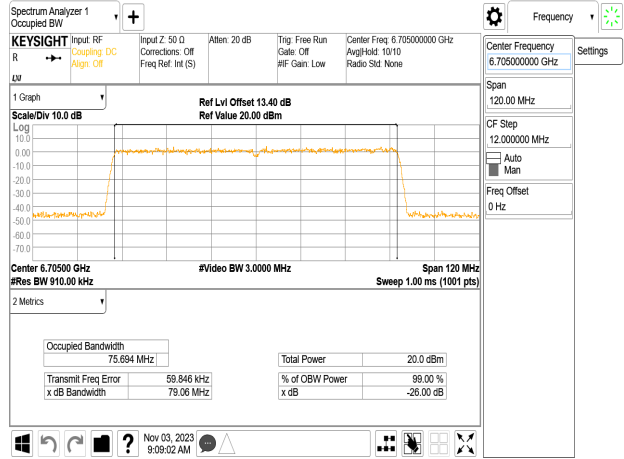 Spectrum Analyzer 1
Occupied BW
Frequency
KEYSIGHT Input: RF Input Z: 50 Ω Atten: 20 dB Trig: Free Run Center Freq: 6.705000000 GHz
R Coupling: DC Corrections: Off Gate: Off Avg|Hold: 10/10
Align: Off Freq Ref: Int (S) #IF Gain: Low Radio Std: None
LXI
Center Frequency
6.705000000 GHz
Settings
Span
120.00 MHz
CF Step
12.000000 MHz
Auto
Man
Freq Offset
0 Hz
1 Graph
Ref Lvl Offset 13.40 dB
Scale/Div 10.0 dB Ref Value 20.00 dBm
Log
10.0
0.00
-10.0
-20.0
-30.0
-40.0
-50.0
-60.0
-70.0
Center 6.70500 GHz #Video BW 3.0000 MHz Span 120 MHz
#Res BW 910.00 kHz Sweep 1.00 ms (1001 pts)
2 Metrics
Occupied Bandwidth
75.694 MHz Total Power 20.0 dBm
Transmit Freq Error 59.846 kHz % of OBW Power 99.00 %
x dB Bandwidth 79.06 MHz x dB -26.00 dB
?
Nov 03, 2023
9:09:02 AM